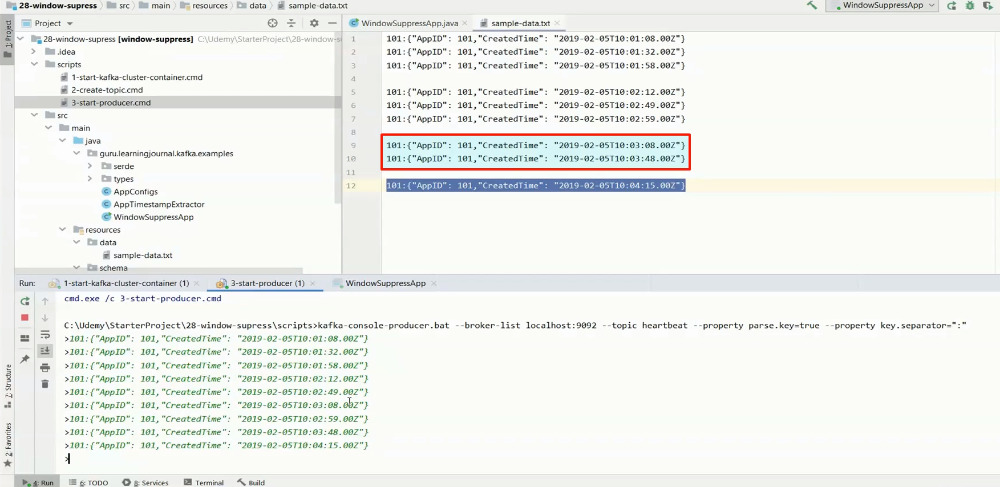 28-window-supress src main resources data sample-data.txt WindowSuppressApp
1: Project
Project
WindowSuppressApp.java sample-data.txt
28-window-supress [window-suppress] C:\Udemy\StarterProject\28-window-s
.idea
scripts
1-start-kafka-cluster-container.cmd
2-create-topic.cmd
3-start-producer.cmd
src
main
java
guru.learningjournal.kafka.examples
serde
types
AppConfigs
AppTimestampExtractor
WindowSuppressApp
resources
data
sample-data.txt
schema
1 101:{"AppID": 101,"CreatedTime": "2019-02-05T10:01:08.00Z"}
2 101:{"AppID": 101,"CreatedTime": "2019-02-05T10:01:32.00Z"}
3 101:{"AppID": 101,"CreatedTime": "2019-02-05T10:01:58.00Z"}
4
5 101:{"AppID": 101,"CreatedTime": "2019-02-05T10:02:12.00Z"}
6 101:{"AppID": 101,"CreatedTime": "2019-02-05T10:02:49.00Z"}
7 101:{"AppID": 101,"CreatedTime": "2019-02-05T10:02:59.00Z"}
8
9 101:{"AppID": 101,"CreatedTime": "2019-02-05T10:03:08.00Z"}
10 101:{"AppID": 101,"CreatedTime": "2019-02-05T10:03:48.00Z"}
11
12 101:{"AppID": 101,"CreatedTime": "2019-02-05T10:04:15.00Z"}
Run: 1-start-kafka-cluster-container (1) 3-start-producer (1) WindowSuppressApp
cmd.exe /c 3-start-producer.cmd
C:\Udemy\StarterProject\28-window-supress\scripts>kafka-console-producer.bat --broker-list localhost:9092 --topic heartbeat --property parse.key=true --property key.separator=":"
>101:{"AppID": 101,"CreatedTime": "2019-02-05T10:01:08.00Z"}
>101:{"AppID": 101,"CreatedTime": "2019-02-05T10:01:32.00Z"}
>101:{"AppID": 101,"CreatedTime": "2019-02-05T10:01:58.00Z"}
>101:{"AppID": 101,"CreatedTime": "2019-02-05T10:02:12.00Z"}
>101:{"AppID": 101,"CreatedTime": "2019-02-05T10:02:49.00Z"}
>101:{"AppID": 101,"CreatedTime": "2019-02-05T10:03:08.00Z"}
>101:{"AppID": 101,"CreatedTime": "2019-02-05T10:02:59.00Z"}
>101:{"AppID": 101,"CreatedTime": "2019-02-05T10:03:48.00Z"}
>101:{"AppID": 101,"CreatedTime": "2019-02-05T10:04:15.00Z"}
>
7: Structure
2: Favorites
4: Run 6: TODO 8: Services Terminal Build